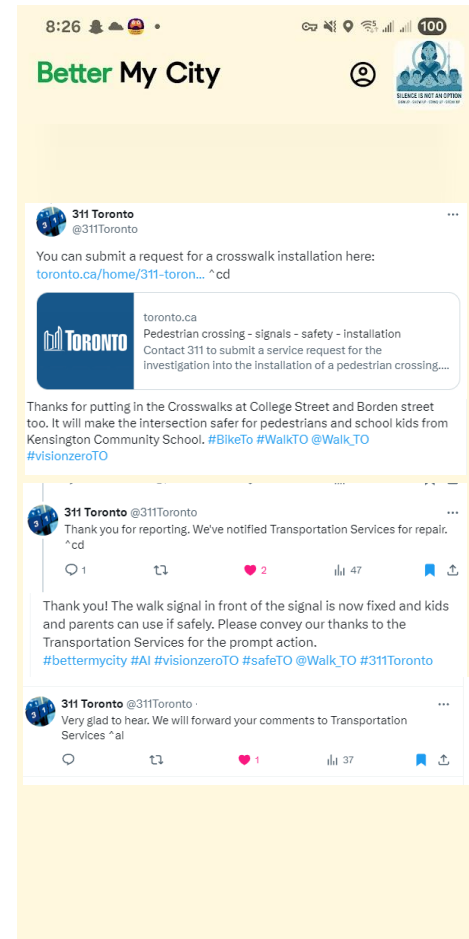 8:26
100
Better My City
SILENCE IS NOT AN OPTION
311 Toronto
@311Toronto
You can submit a request for a crosswalk installation here:
toronto.ca/home/311-toron... ^cd
toronto.ca
Pedestrian crossing - signals - safety - installation
Contact 311 to submit a service request for the
investigation into the installation of a pedestrian crossing....
TORONTO
Thanks for putting in the Crosswalks at College Street and Borden street
too. It will make the intersection safer for pedestrians and school kids from
Kensington Community School. #BikeTo #WalkTO @Walk_TO
#visionzeroTO
311 Toronto @311Toronto
Thank you for reporting. We've notified Transportation Services for repair.
^cd
1 2 47
Thank you! The walk signal in front of the signal is now fixed and kids
and parents can use if safely. Please convey our thanks to the
Transportation Services for the prompt action.
#bettermycity #AI #visionzeroTO #safeTO @Walk_TO #311Toronto
311 Toronto @311Toronto ·
Very glad to hear. We will forward your comments to Transportation
Services ^al
1 37